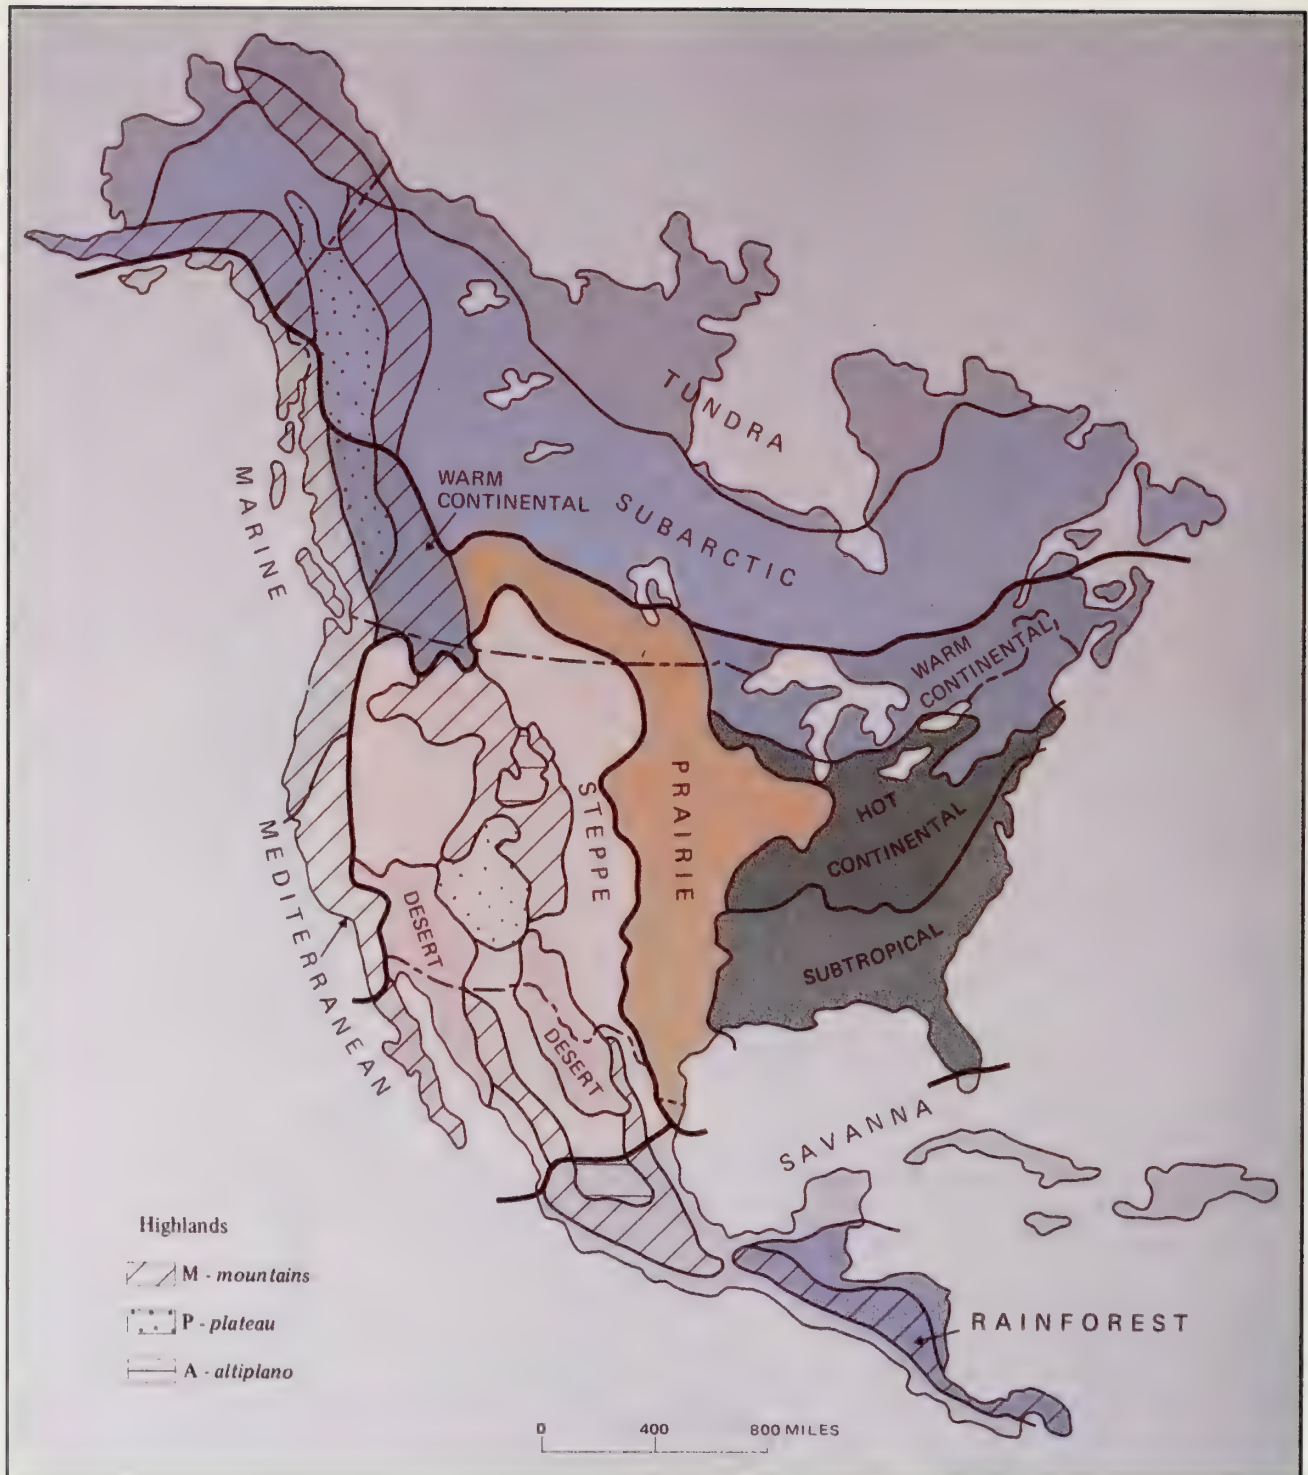 TUNDRA
WARM
CONTINENTAL
SUBARCTIC
MARINE
WARM
CONTINENTAL
PRAIRIE
STEPPE
HOT
CONTINENTAL
MEDITERRANEAN
DESERT
SUBTROPICAL
DESERT
SAVANNA
Highlands
M - mountains
P - plateau
A - altiplano
RAINFOREST
0 400 800 MILES